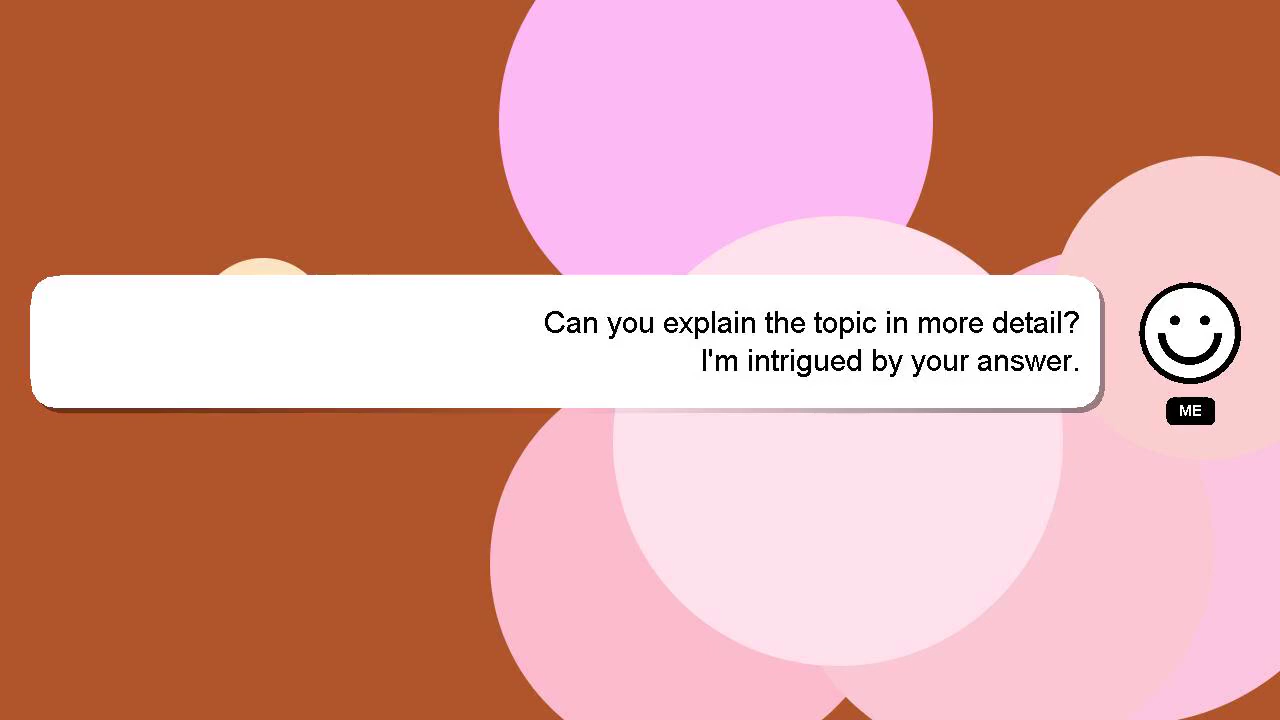 Can you explain the topic in more detail?
I'm intrigued by your answer.
ME